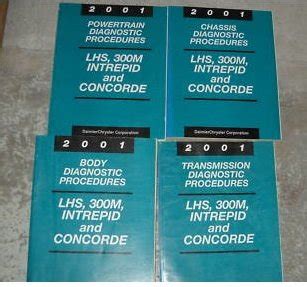 2001
POWERTRAIN
DIAGNOSTIC
PROCEDURES
LHS, 300M,
INTREPID
and
CONCORDE
DaimlerChrysler Corporation
2001
CHASSIS
DIAGNOSTIC
PROCEDURES
LHS, 300M,
INTREPID
and
CONCORDE
DaimlerChrysler Corporation
2001
BODY
DIAGNOSTIC
PROCEDURES
LHS, 300M,
INTREPID
and
CONCORDE
2001
TRANSMISSION
DIAGNOSTIC
PROCEDURES
LHS, 300M,
INTREPID
and
CONCORDE